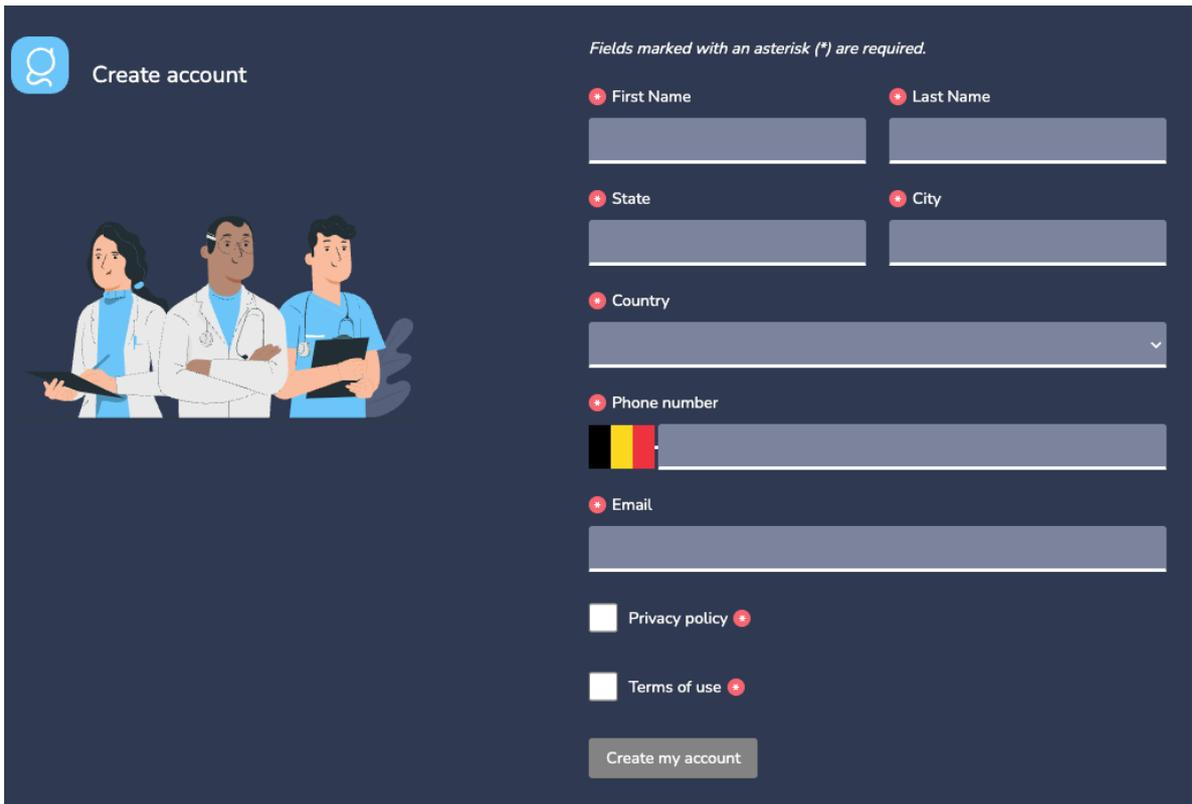 Create account
Fields marked with an asterisk (*) are required.
* First Name
* Last Name
* State
* City
* Country
* Phone number
* Email
Privacy policy *
Terms of use *
Create my account